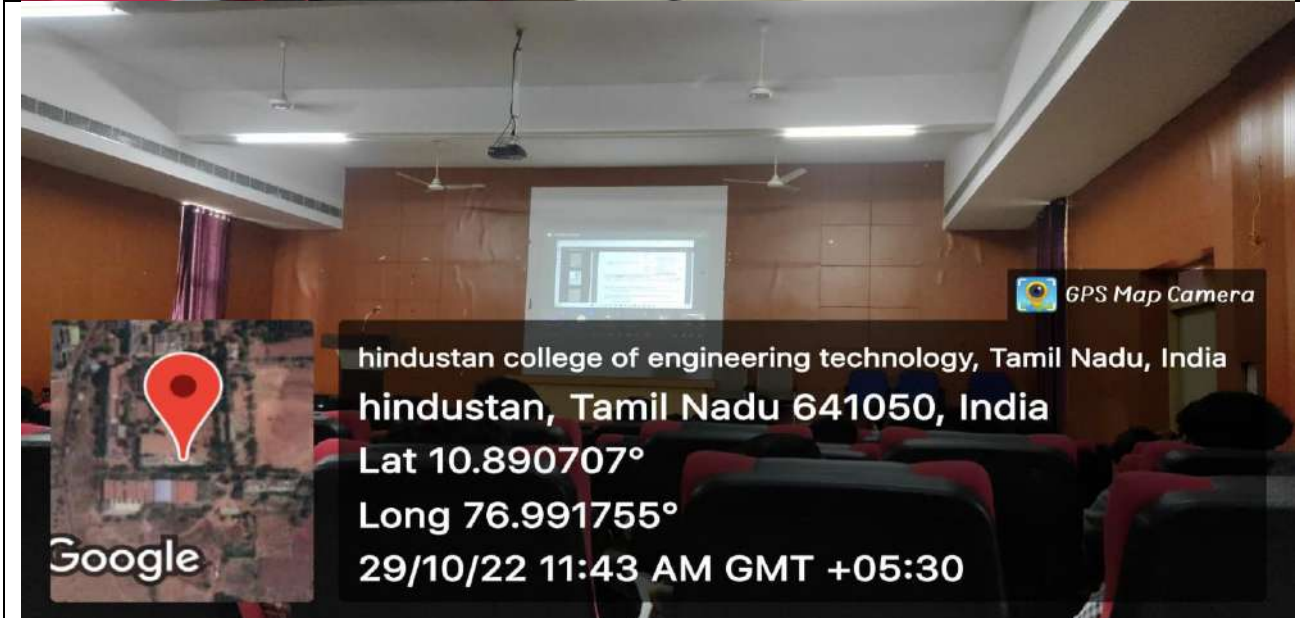 GPS Map Camera
hindustan college of engineering technology, Tamil Nadu, India
hindustan, Tamil Nadu 641050, India
Lat 10.890707°
Long 76.991755°
29/10/22 11:43 AM GMT +05:30
Google